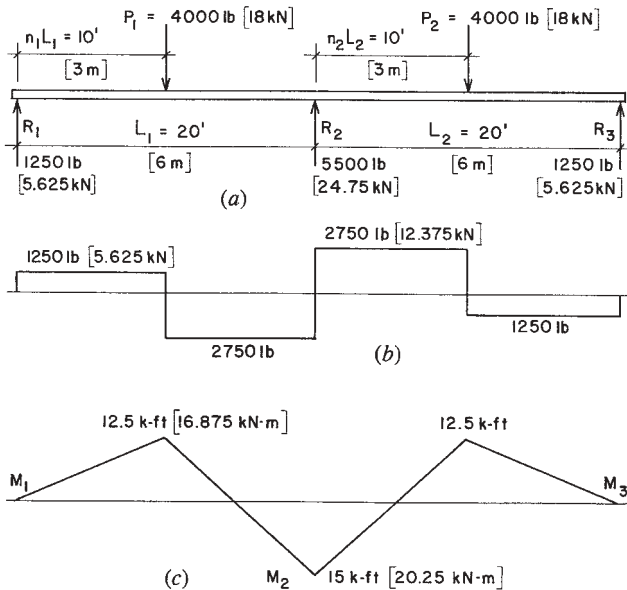 P₁ = 4000 lb [18 kN]
P₂ = 4000 lb [18 kN]
n₁L₁ = 10'
[3 m]
n₂L₂ = 10'
[3 m]
R₁
L₁ = 20'
R₂
L₂ = 20'
R₃
1250 lb
[5.625 kN]
[6 m]
5500 lb
[24.75 kN]
[6 m]
1250 lb
[5.625 kN]
(a)
1250 lb [5.625 kN]
2750 lb [12.375 kN]
2750 lb
1250 lb
(b)
12.5 k-ft [16.875 kN-m]
12.5 k-ft
M₁
M₃
M₂
15 k-ft [20.25 kN-m]
(c)